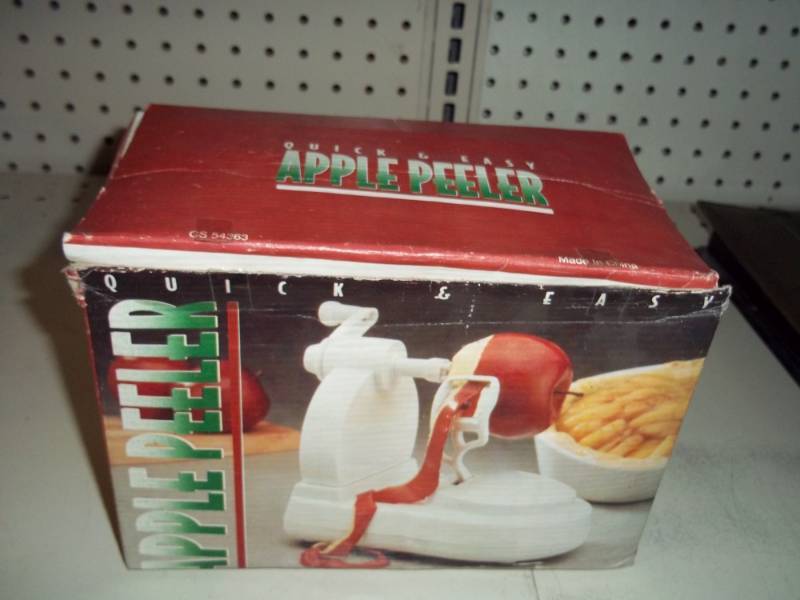 QUICK & EASY
APPLE PEELER
CS 54363
Made in China
QUICK & EASY
APPLE PEELER